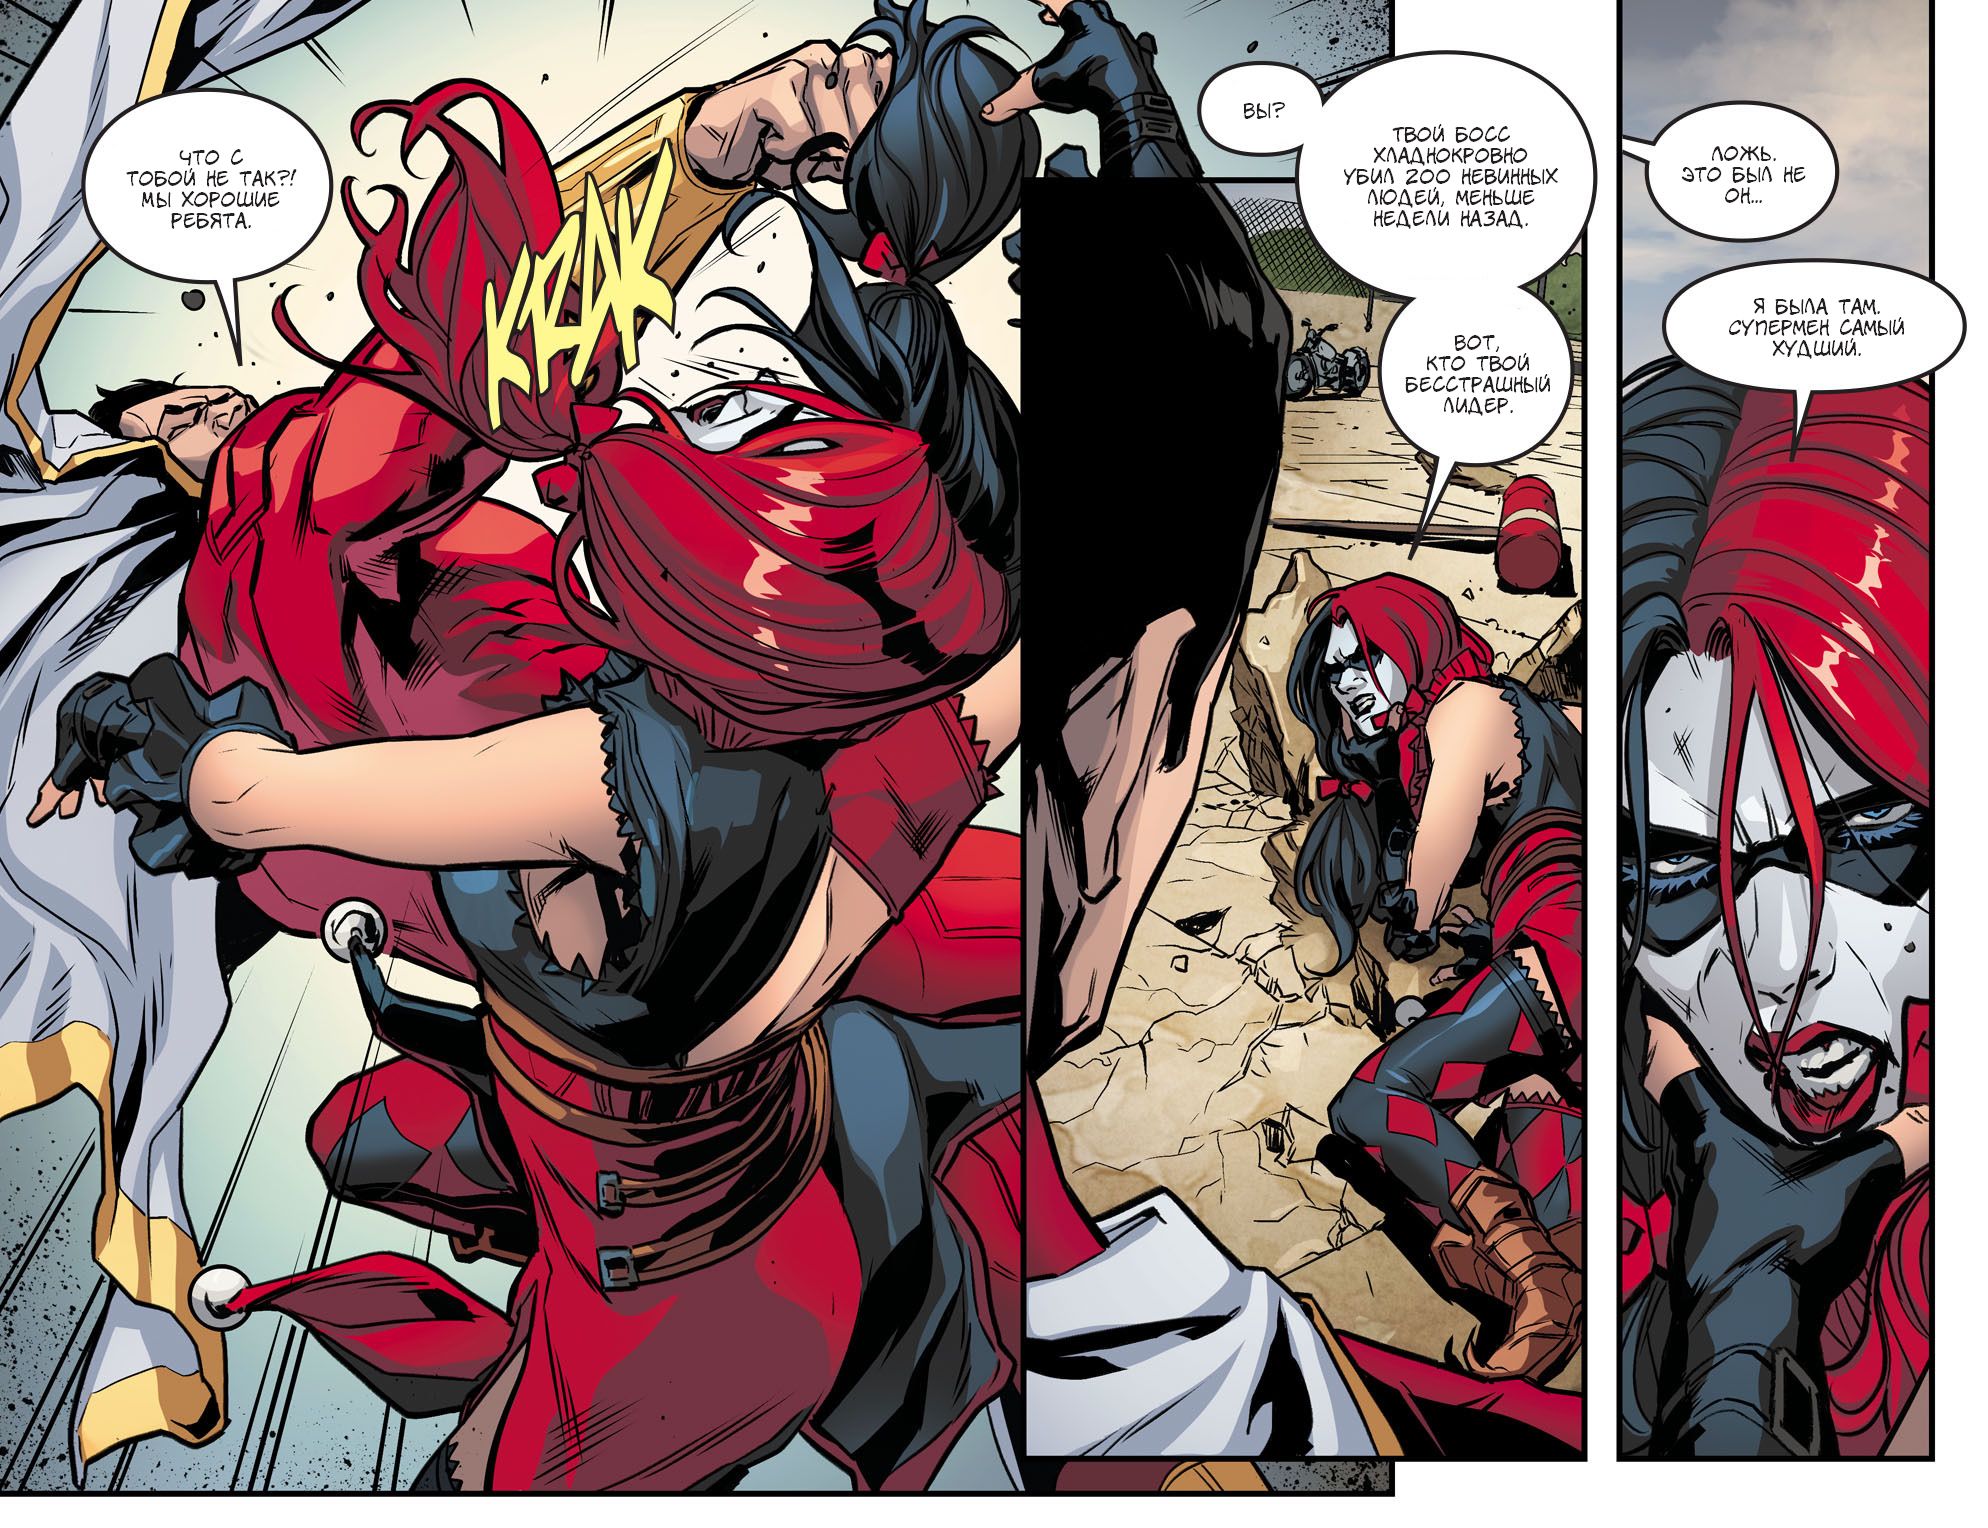 ЧТО С
ТОБОЙ НЕ ТАК?!
МЫ ХОРОШИЕ
РЕБЯТА.
КРАК
ВЫ?
ТВОЙ БОСС
ХЛАДНОКРОВНО
УБИЛ 200 НЕВИННЫХ
ЛЮДЕЙ, МЕНЬШЕ
НЕДЕЛИ НАЗАД.
ВОТ,
КТО ТВОЙ
БЕССТРАШНЫЙ
ЛИДЕР.
ЛОЖЬ.
ЭТО БЫЛ НЕ
ОН...
Я БЫЛА ТАМ.
СУПЕРМЕН САМЫЙ
ХУДШИЙ.